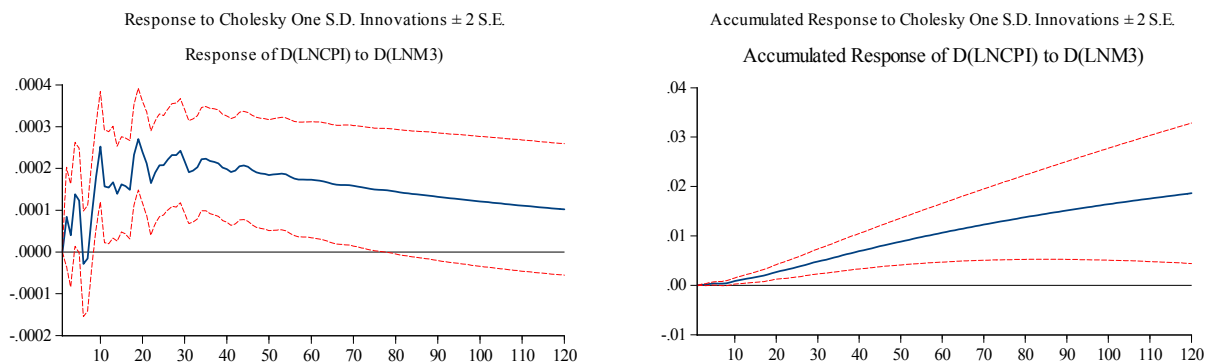 Response to Cholesky One S.D. Innovations ± 2 S.E.
Response of D(LNCPI) to D(LNM3)
.0004
.0003
.0002
.0001
.0000
-.0001
-.0002
10 20 30 40 50 60 70 80 90 100 110 120
Accumulated Response to Cholesky One S.D. Innovations ± 2 S.E.
Accumulated Response of D(LNCPI) to D(LNM3)
.04
.03
.02
.01
.00
-.01
10 20 30 40 50 60 70 80 90 100 110 120